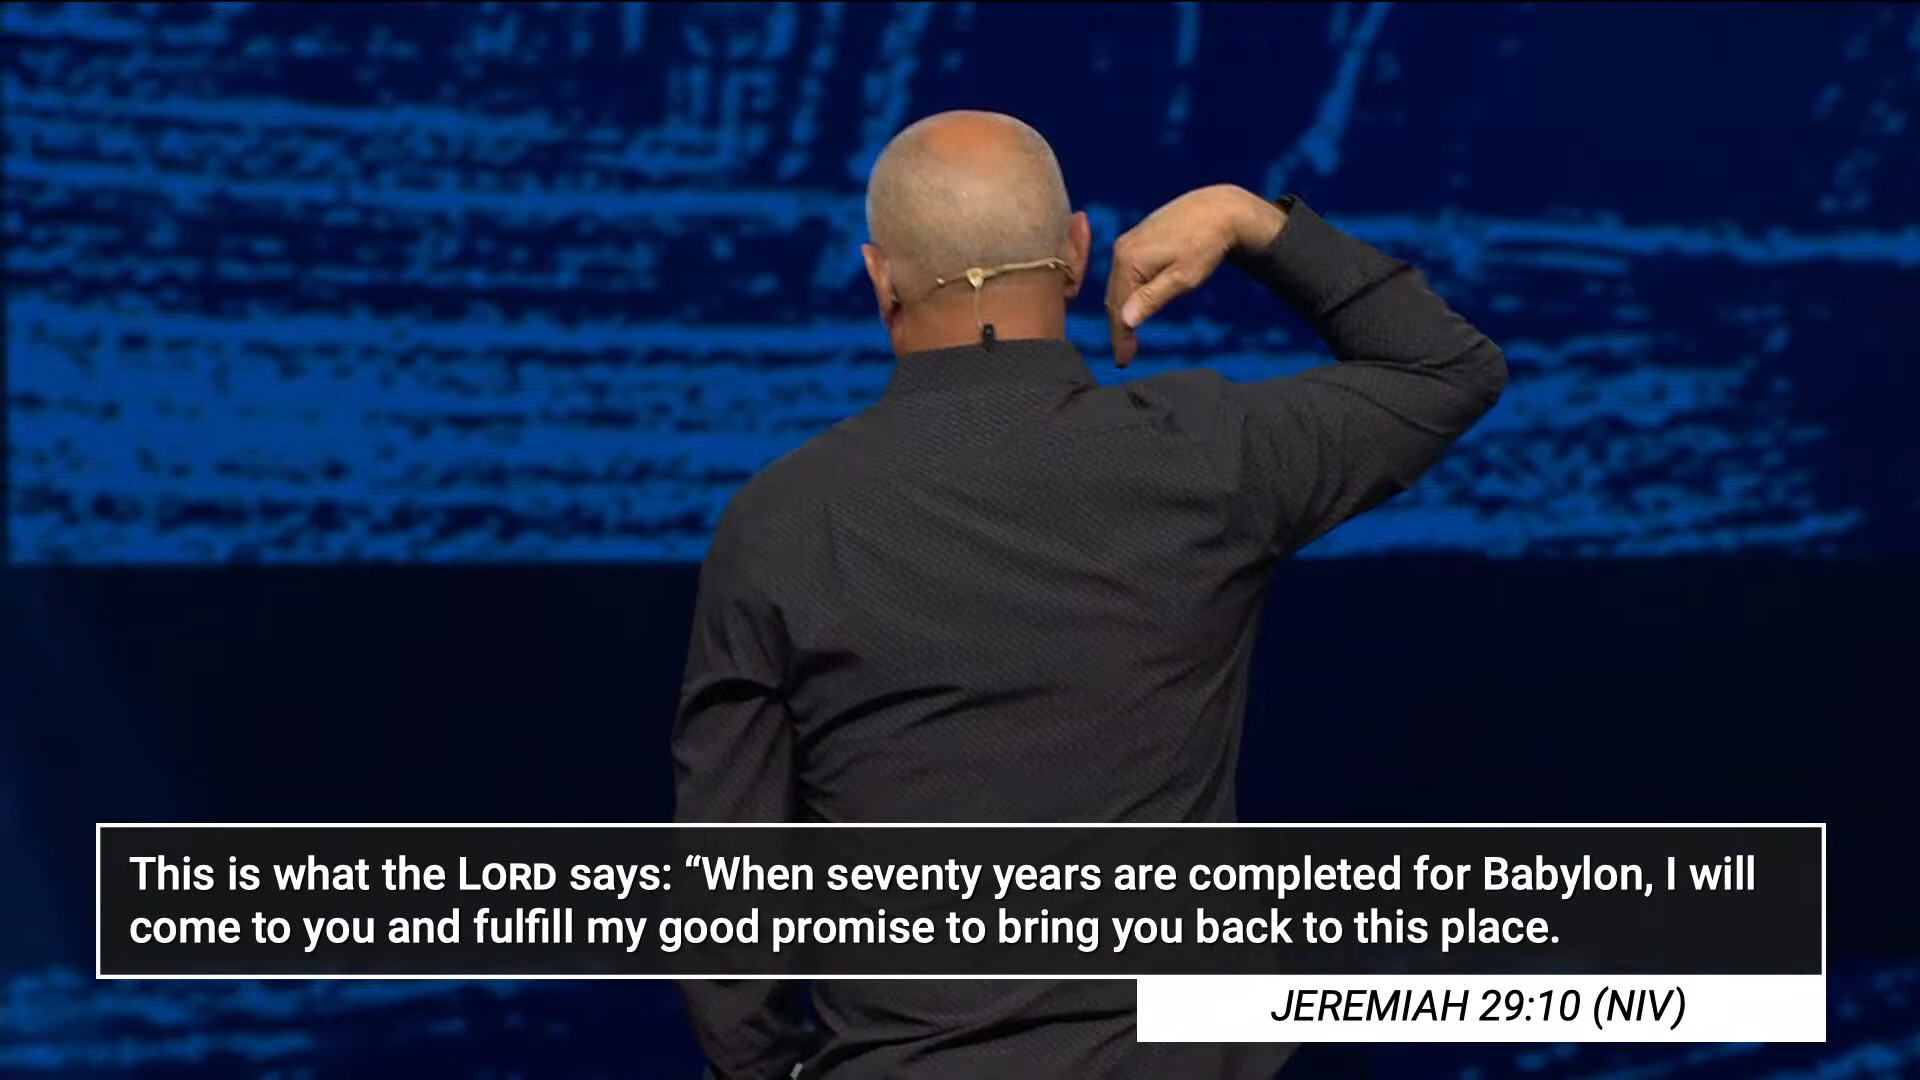 This is what the LORD says: “When seventy years are completed for Babylon, I will
come to you and fulfill my good promise to bring you back to this place.
JEREMIAH 29:10 (NIV)